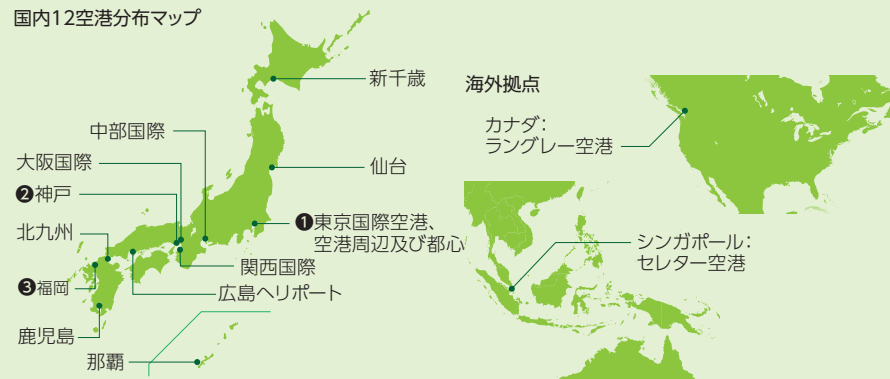 国内12空港分布マップ
新千歳
中部国際
大阪国際
❷神戸
北九州
❸福岡
鹿児島
那覇
仙台
❶東京国際空港、
空港周辺及び都心
関西国際
広島ヘリポート
海外拠点
カナダ：
ラングレー空港
シンガポール：
セレター空港